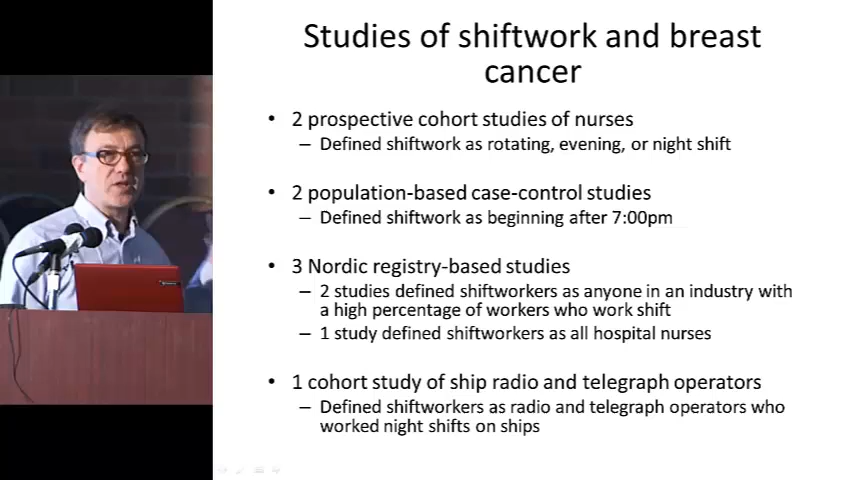 Studies of shiftwork and breast
cancer
• 2 prospective cohort studies of nurses
– Defined shiftwork as rotating, evening, or night shift
• 2 population-based case-control studies
– Defined shiftwork as beginning after 7:00pm
• 3 Nordic registry-based studies
– 2 studies defined shiftworkers as anyone in an industry with
a high percentage of workers who work shift
– 1 study defined shiftworkers as all hospital nurses
• 1 cohort study of ship radio and telegraph operators
– Defined shiftworkers as radio and telegraph operators who
worked night shifts on ships